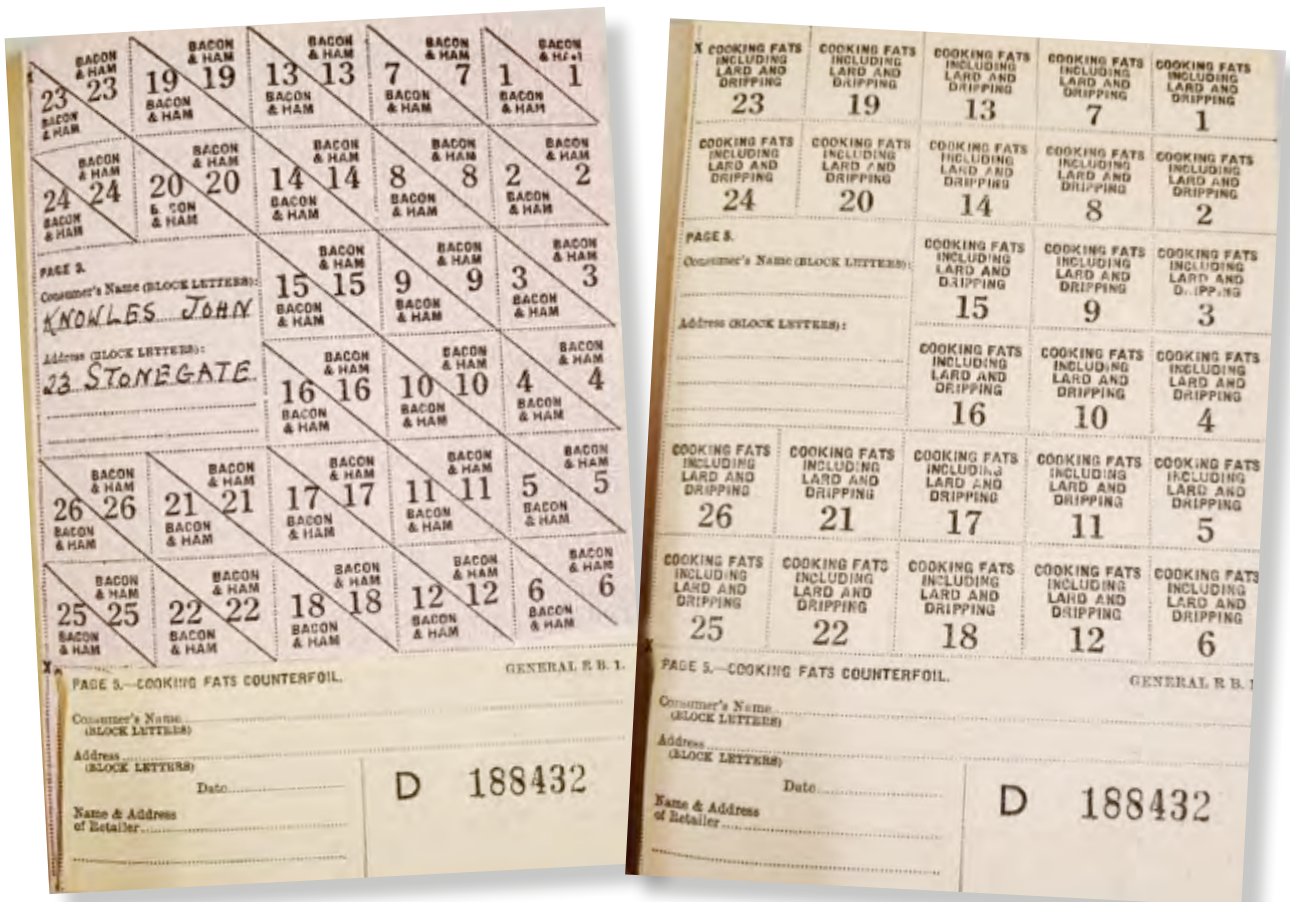 BACON BACON BACON BACON BACON
& HAM & HAM & HAM & HAM & HAM
23 23 19 19 13 13 7 7 1 1
BACON BACON BACON BACON BACON
& HAM & HAM & HAM & HAM & HAM
BACON BACON BACON BACON BACON
& HAM & HAM & HAM & HAM & HAM
24 24 20 20 14 14 8 8 2 2
BACON BACON BACON BACON BACON
& HAM & HAM & HAM & HAM & HAM
PAGE 3.
Consumer's Name (BLOCK LETTERS):
KNOWLES JOHN
Address (BLOCK LETTERS):
23 STONEGATE
BACON BACON BACON
& HAM & HAM & HAM
15 15 9 9 3 3
BACON BACON BACON
& HAM & HAM & HAM
BACON BACON BACON
& HAM & HAM & HAM
16 16 10 10 4 4
BACON BACON BACON
& HAM & HAM & HAM
BACON BACON BACON BACON BACON
& HAM & HAM & HAM & HAM & HAM
26 26 21 21 17 17 11 11 5 5
BACON BACON BACON BACON BACON
& HAM & HAM & HAM & HAM & HAM
BACON BACON BACON BACON BACON
& HAM & HAM & HAM & HAM & HAM
25 25 22 22 18 18 12 12 6 6
BACON BACON BACON BACON BACON
& HAM & HAM & HAM & HAM & HAM
X
PAGE 5.—COOKING FATS COUNTERFOIL. GENERAL R.B. 1.
Consumer's Name
(BLOCK LETTERS)
Address
(BLOCK LETTERS)
Date
Name & Address
of Retailer
D 188432
X COOKING FATS COOKING FATS COOKING FATS COOKING FATS COOKING FATS
INCLUDING INCLUDING INCLUDING INCLUDING INCLUDING
LARD AND LARD AND LARD AND LARD AND LARD AND
DRIPPING DRIPPING DRIPPING DRIPPING DRIPPING
23 19 13 7 1
COOKING FATS COOKING FATS COOKING FATS COOKING FATS COOKING FATS
INCLUDING INCLUDING INCLUDING INCLUDING INCLUDING
LARD AND LARD AND LARD AND LARD AND LARD AND
DRIPPING DRIPPING DRIPPING DRIPPING DRIPPING
24 20 14 8 2
PAGE 5.
Consumer's Name (BLOCK LETTERS):
Address (BLOCK LETTERS):
COOKING FATS COOKING FATS COOKING FATS
INCLUDING INCLUDING INCLUDING
LARD AND LARD AND LARD AND
DRIPPING DRIPPING DRIPPING
15 9 3
COOKING FATS COOKING FATS COOKING FATS
INCLUDING INCLUDING INCLUDING
LARD AND LARD AND LARD AND
DRIPPING DRIPPING DRIPPING
16 10 4
COOKING FATS COOKING FATS COOKING FATS COOKING FATS COOKING FATS
INCLUDING INCLUDING INCLUDING INCLUDING INCLUDING
LARD AND LARD AND LARD AND LARD AND LARD AND
DRIPPING DRIPPING DRIPPING DRIPPING DRIPPING
26 21 17 11 5
COOKING FATS COOKING FATS COOKING FATS COOKING FATS COOKING FATS
INCLUDING INCLUDING INCLUDING INCLUDING INCLUDING
LARD AND LARD AND LARD AND LARD AND LARD AND
DRIPPING DRIPPING DRIPPING DRIPPING DRIPPING
25 22 18 12 6
X
PAGE 5.—COOKING FATS COUNTERFOIL. GENERAL R.B. 1
Consumer's Name
(BLOCK LETTERS)
Address
(BLOCK LETTERS)
Date
Name & Address
of Retailer
D 188432